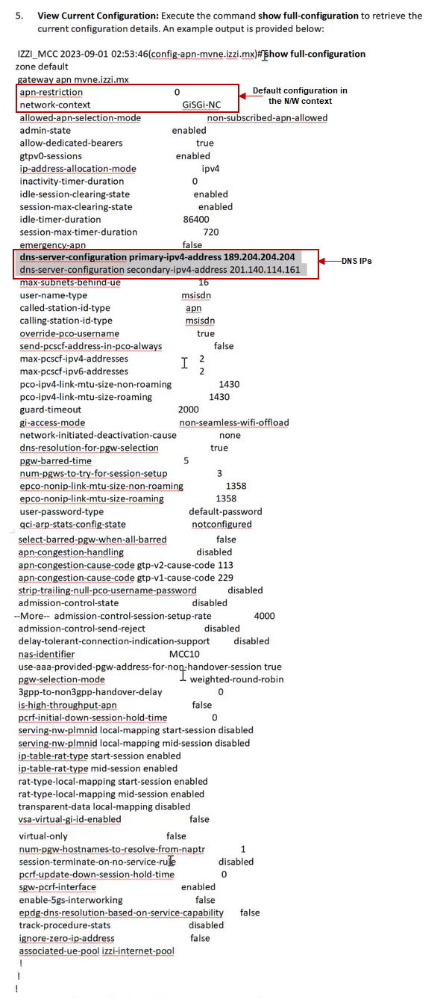 5. View Current Configuration: Execute the command show full-configuration to retrieve the
current configuration details. An example output is provided below:
IZZI_MCC 2023-09-01 02:53:46(config-apn-mvne.izzi.mx)# show full-configuration
zone default
gateway apn mvne.izzi.mx
apn-restriction 0
Default configuration in
the N/W context
network-context GiSGi-NC
allowed-apn-selection-mode non-subscribed-apn-allowed
admin-state enabled
allow-dedicated-bearers true
gtpv0-sessions enabled
ip-address-allocation-mode ipv4
inactivity-timer-duration 0
idle-session-clearing-state enabled
session-max-clearing-state enabled
idle-timer-duration 86400
session-max-timer-duration 720
emergency-apn false
dns-server-configuration primary-ipv4-address 189.204.204.204
DNS IPs
dns-server-configuration secondary-ipv4-address 201.140.114.161
max-subnets-behind-ue 16
user-name-type msisdn
called-station-id-type apn
calling-station-id-type msisdn
override-pco-username true
send-pcscf-address-in-pco-always false
max-pcscf-ipv4-addresses 2
max-pcscf-ipv6-addresses 2
pco-ipv4-link-mtu-size-non-roaming 1430
pco-ipv4-link-mtu-size-roaming 1430
guard-timeout 2000
gi-access-mode non-seamless-wifi-offload
network-initiated-deactivation-cause none
dns-resolution-for-pgw-selection true
pgw-barred-time 5
num-pgws-to-try-for-session-setup 3
epco-nonip-link-mtu-size-non-roaming 1358
epco-nonip-link-mtu-size-roaming 1358
user-password-type default-password
qci-arp-stats-config-state notconfigured
select-barred-pgw-when-all-barred false
apn-congestion-handling disabled
apn-congestion-cause-code gtp-v2-cause-code 113
apn-congestion-cause-code gtp-v1-cause-code 229
strip-trailing-null-pco-username-password disabled
admission-control-state disabled
--More-- admission-control-session-setup-rate 4000
admission-control-send-reject disabled
delay-tolerant-connection-indication-support disabled
nas-identifier MCC10
use-aaa-provided-pgw-address-for-non-handover-session true
pgw-selection-mode weighted-round-robin
3gpp-to-non3gpp-handover-delay 0
is-high-throughput-apn false
pcrf-initial-down-session-hold-time 0
serving-nw-plmnid local-mapping start-session disabled
serving-nw-plmnid local-mapping mid-session disabled
ip-table-rat-type start-session enabled
ip-table-rat-type mid-session enabled
rat-type-local-mapping start-session enabled
rat-type-local-mapping mid-session enabled
transparent-data local-mapping disabled
vsa-virtual-gi-id-enabled false
virtual-only false
num-pgw-hostnames-to-resolve-from-naptr 1
session-terminate-on-no-service-rule disabled
pcrf-update-down-session-hold-time 0
sgw-pcrf-interface enabled
enable-5gs-interworking false
epdg-dns-resolution-based-on-service-capability false
track-procedure-stats disabled
ignore-zero-ip-address false
associated-ue-pool izzi-internet-pool
!
!
!